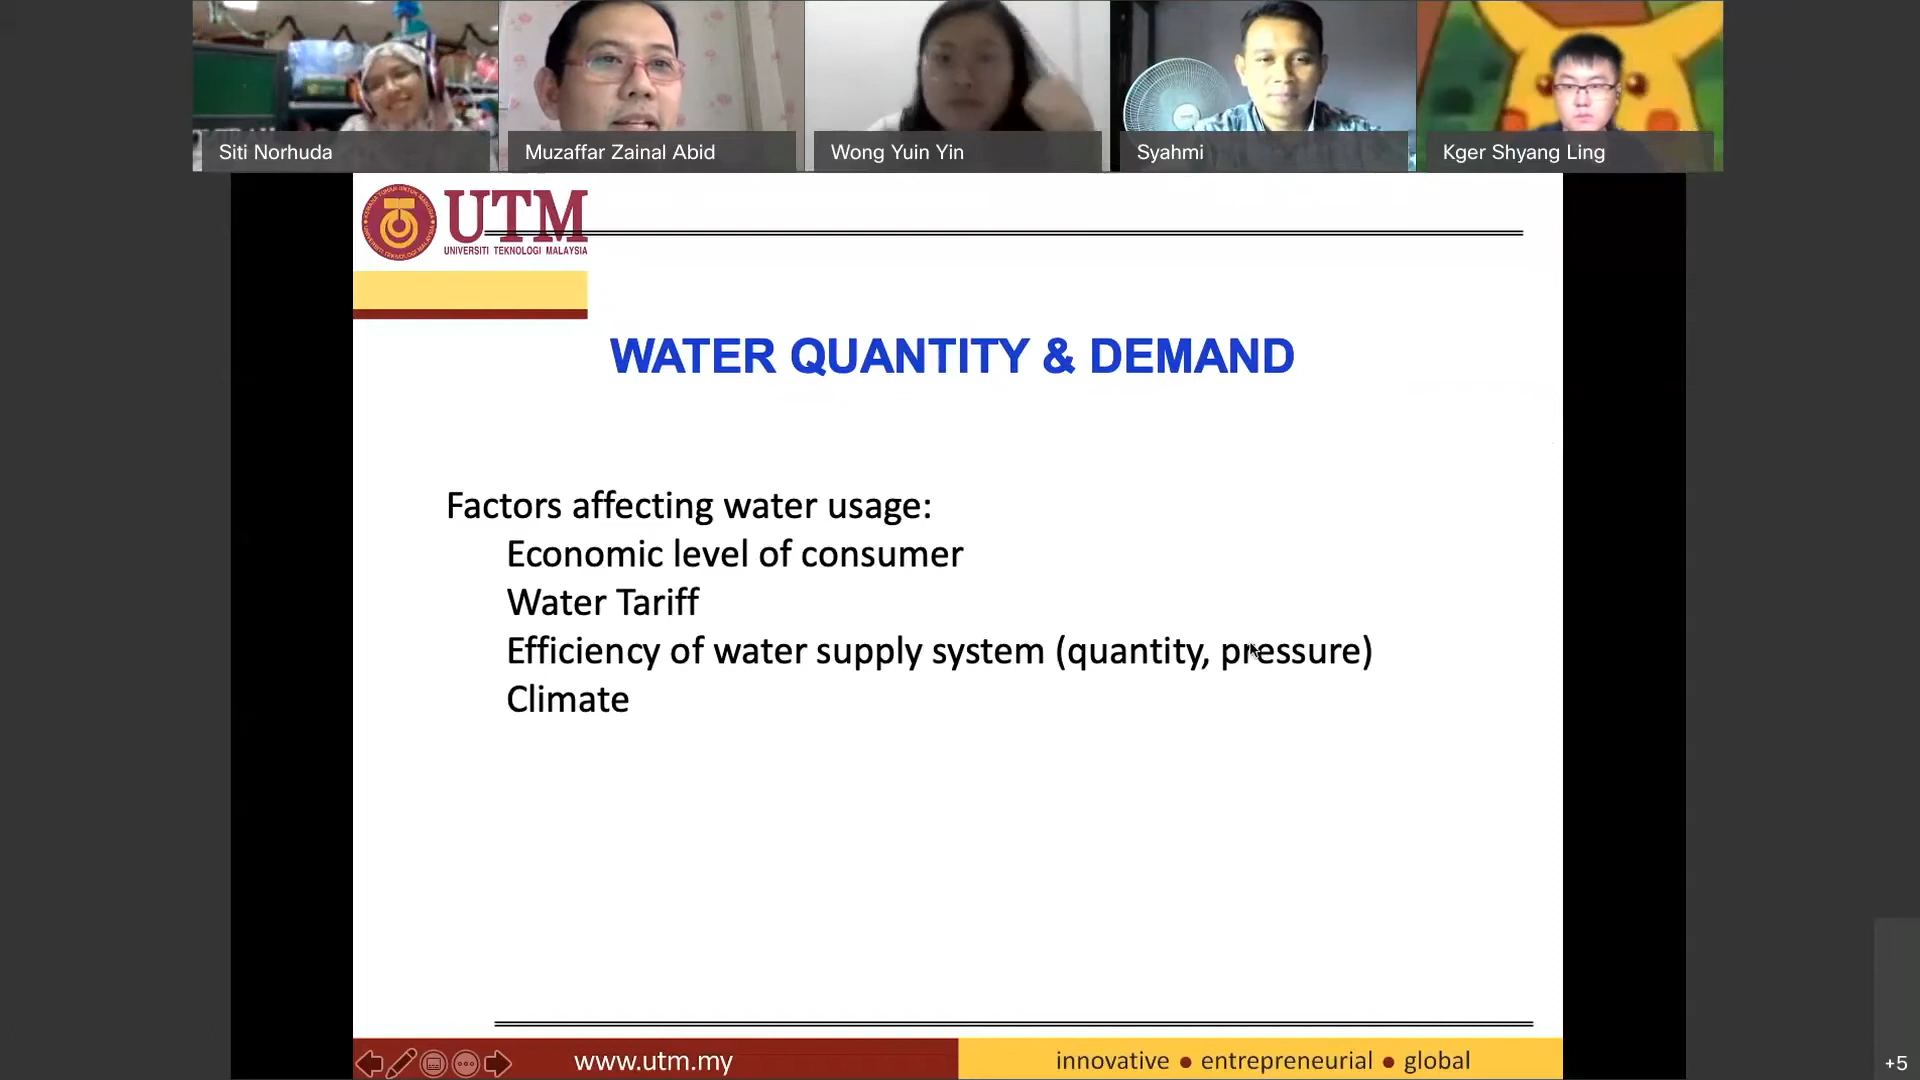 Siti Norhuda
Muzaffar Zainal Abid
Wong Yuin Yin
Syahmi
Kger Shyang Ling
UTM
UNIVERSITI TEKNOLOGI MALAYSIA
WATER QUANTITY & DEMAND
Factors affecting water usage:
Economic level of consumer
Water Tariff
Efficiency of water supply system (quantity, pressure)
Climate
www.utm.my
innovative ● entrepreneurial ● global
+5